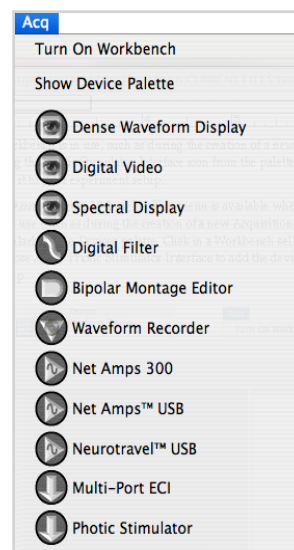 Acq
Turn On Workbench
Show Device Palette
Dense Waveform Display
Digital Video
Spectral Display
Digital Filter
Bipolar Montage Editor
Waveform Recorder
Net Amps 300
Net Amps™ USB
Neurotravel™ USB
Multi-Port ECI
Photic Stimulator